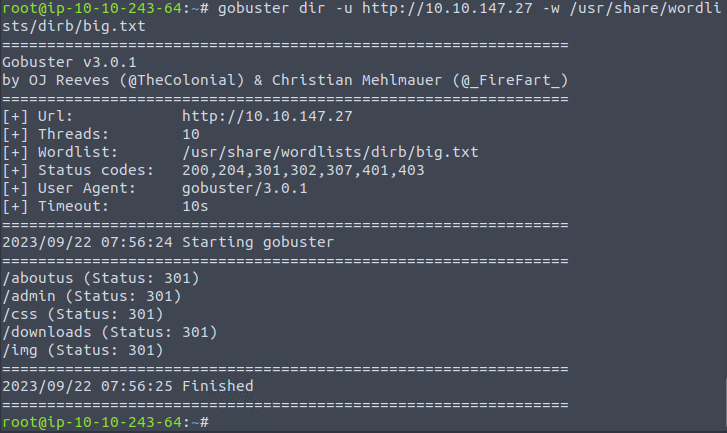 root@ip-10-10-243-64:~# gobuster dir -u http://10.10.147.27 -w /usr/share/wordli
sts/dirb/big.txt
===============================================================
Gobuster v3.0.1
by OJ Reeves (@TheColonial) & Christian Mehlmauer (@_FireFart_)
===============================================================
[+] Url:            http://10.10.147.27
[+] Threads:        10
[+] Wordlist:       /usr/share/wordlists/dirb/big.txt
[+] Status codes:   200,204,301,302,307,401,403
[+] User Agent:     gobuster/3.0.1
[+] Timeout:        10s
===============================================================
2023/09/22 07:56:24 Starting gobuster
===============================================================
/aboutus (Status: 301)
/admin (Status: 301)
/css (Status: 301)
/downloads (Status: 301)
/img (Status: 301)
===============================================================
2023/09/22 07:56:25 Finished
===============================================================
root@ip-10-10-243-64:~#